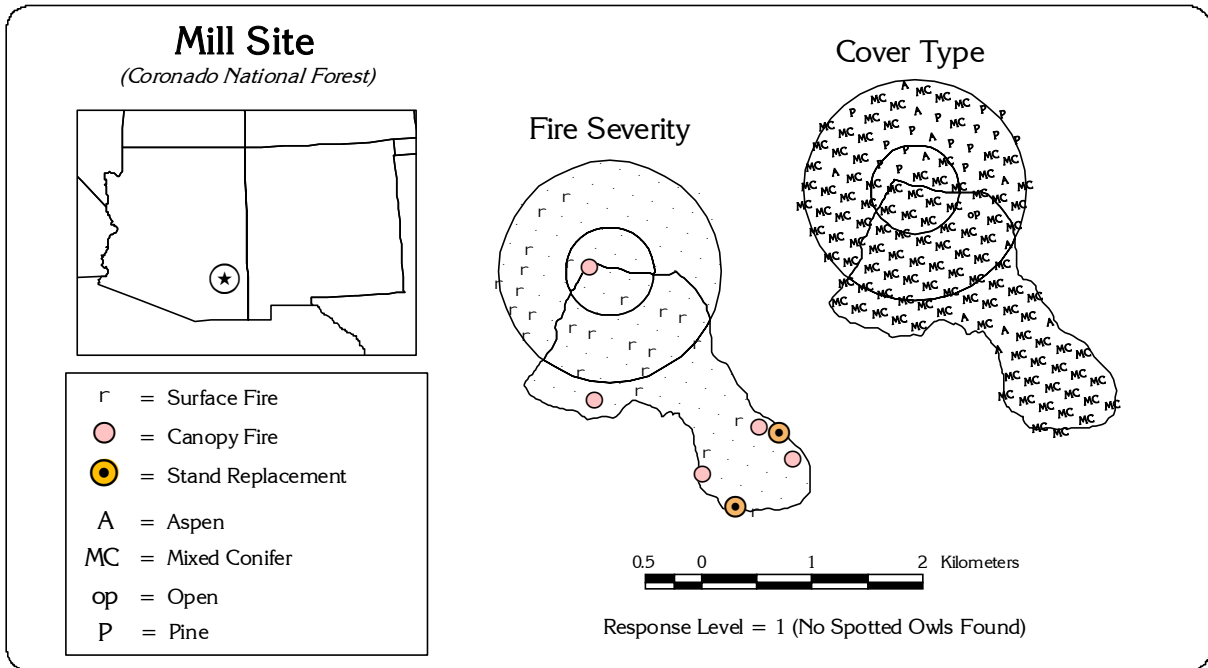 Mill Site
(Coronado National Forest)
Fire Severity
Cover Type
r = Surface Fire
= Canopy Fire
= Stand Replacement
A = Aspen
MC = Mixed Conifer
op = Open
P = Pine
0.5 0 1 2 Kilometers
Response Level = 1 (No Spotted Owls Found)